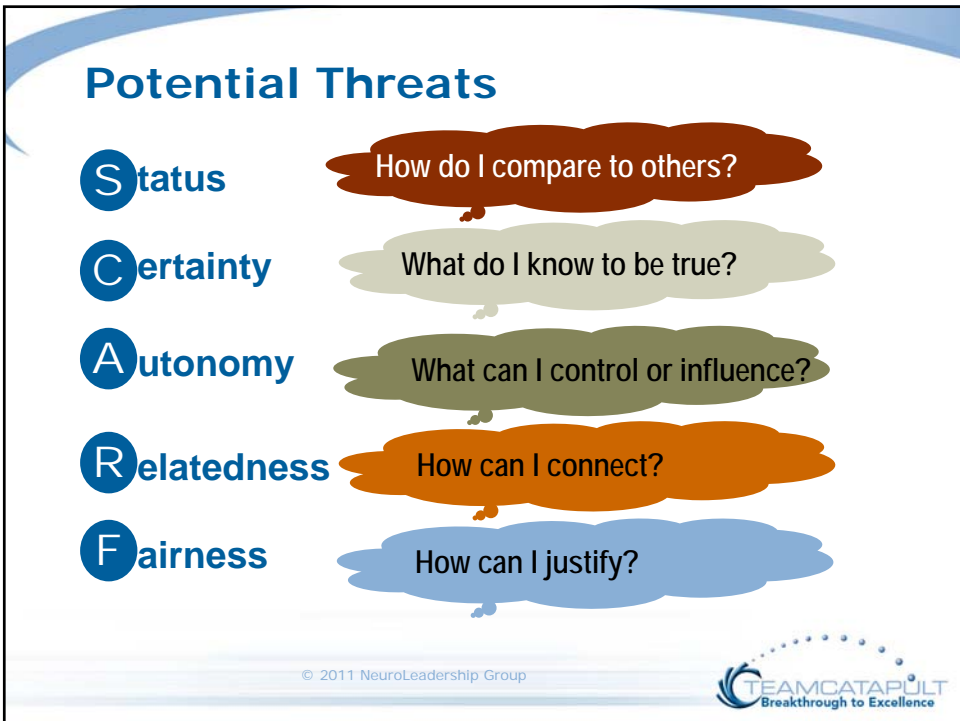 Potential Threats
Status How do I compare to others?
Certainty What do I know to be true?
Autonomy What can I control or influence?
Relatedness How can I connect?
Fairness How can I justify?
© 2011 NeuroLeadership Group
TEAMCATAPULT
Breakthrough to Excellence